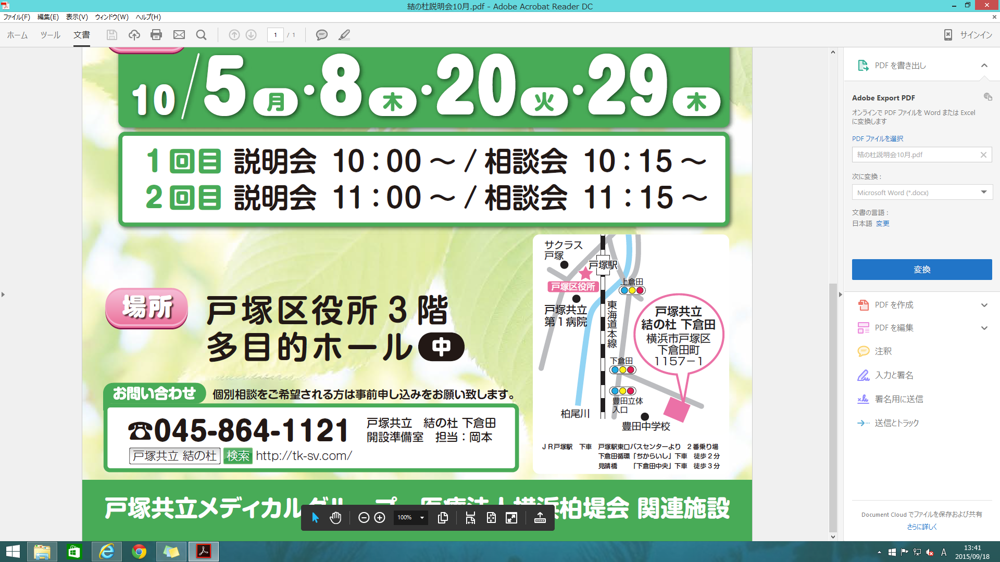 結の杜説明会10月.pdf - Adobe Acrobat Reader DC
ファイル(F) 編集(E) 表示(V) ウィンドウ(W) ヘルプ(H)
ホーム ツール 文書 1 / 1 サインイン
10/5月・8木・20火・29木
1回目 説明会 10:00～/相談会 10:15～
2回目 説明会 11:00～/相談会 11:15～
場所
戸塚区役所3階
多目的ホール中
お問い合わせ 個別相談をご希望される方は事前申し込みをお願い致します。
☎045-864-1121
戸塚共立 結の杜 下倉田
開設準備室 担当：岡本
戸塚共立 結の杜 検索 http://tk-sv.com/
サクラス
戸塚
戸塚駅
戸塚区役所
上倉田
戸塚共立
第1病院
東海道本線
戸塚共立
結の杜 下倉田
横浜市戸塚区
下倉田町
1157－1
下倉田
豊田立体
入口
柏尾川
豊田中学校
JR戸塚駅 下車 戸塚駅東口バスセンターより 2番乗り場
下倉田循環「ちからいし」下車 徒歩2分
見晴橋 「下倉田中央」下車 徒歩3分
戸塚共立メディカルグループ 医療法人横浜柏堤会 関連施設
100%
PDF を書き出し
Adobe Export PDF
オンラインで PDF ファイルを Word または Excel
に変換します
PDF ファイルを選択
結の杜説明会10月.pdf
次に変換 :
Microsoft Word (*.docx)
文書の言語 :
日本語 変更
変換
PDF を作成
PDF を編集
注釈
入力と署名
署名用に送信
送信とトラック
Document Cloud でファイルを保存および共有
さらに詳しく
A
13:41
2015/09/18